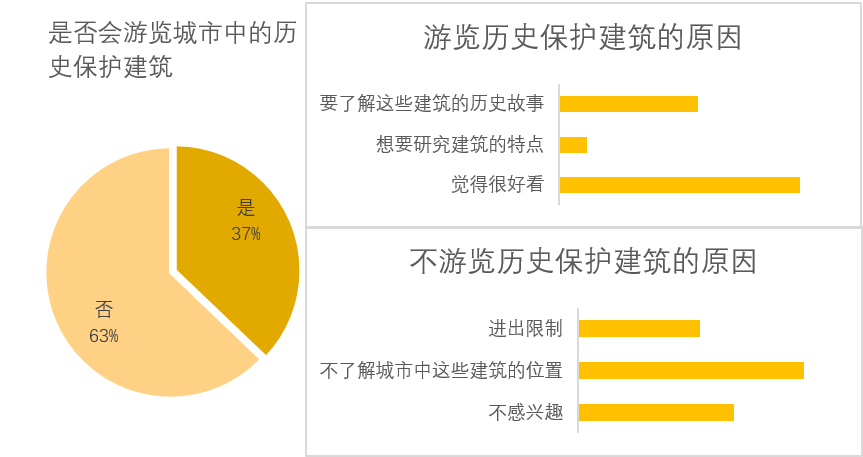 是否会游览城市中的历
史保护建筑
是
37%
否
63%
游览历史保护建筑的原因
要了解这些建筑的历史故事
想要研究建筑的特点
觉得很好看
不游览历史保护建筑的原因
进出限制
不了解城市中这些建筑的位置
不感兴趣